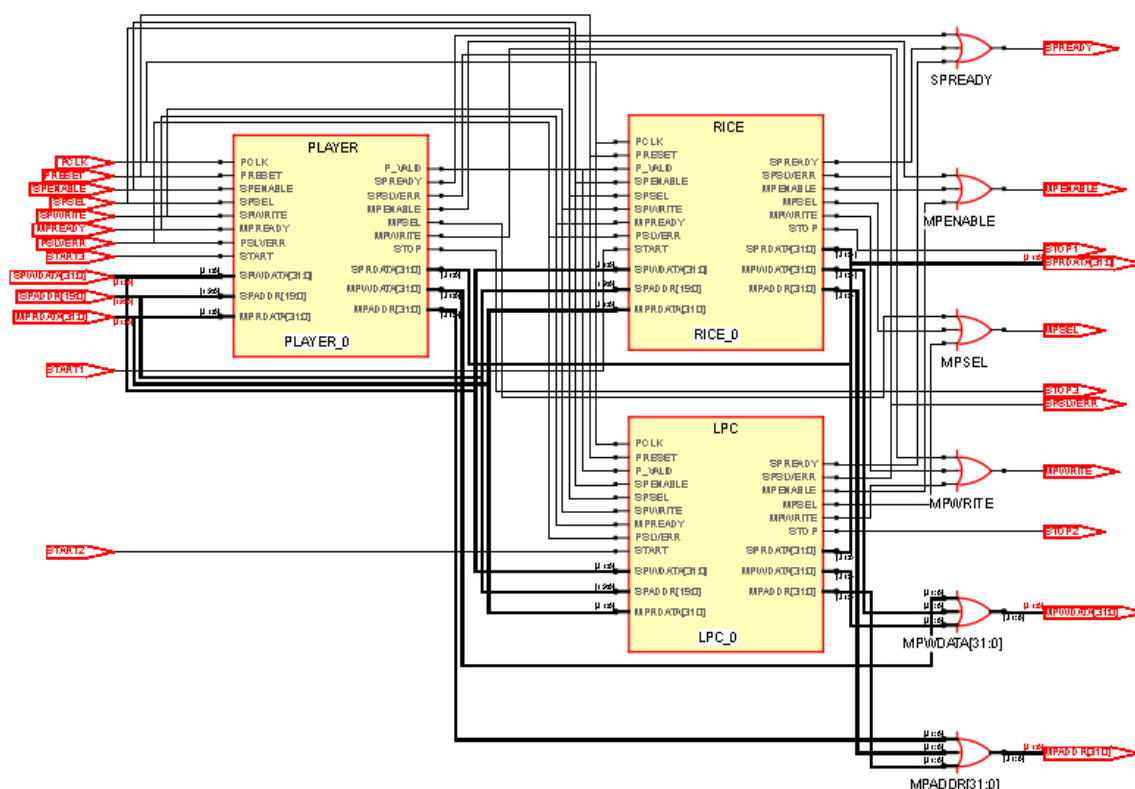 SPREADY
SPREADY
PLAYER
PCLK
PRESET
SPENABLE
SPSEL
SPWRITE
MPREADY
PSLVERR
START3
SPWDATA[31:0]
SPADDR[19:0]
MPRDATA[31:0]
PCLK
PRESET
SPENABLE
SPSEL
SPWRITE
MPREADY
PSLVERR
START
SPWDATA[31:0]
SPADDR[19:0]
MPRDATA[31:0]
P_VALID
SPREADY
SPSLVERR
MPENABLE
MPSEL
MPWRITE
STOP
SPRDATA[31:0]
MPWDATA[31:0]
MPADDR[31:0]
PLAYER_0
RICE
PCLK
PRESET
P_VALID
SPENABLE
SPSEL
SPWRITE
MPREADY
PSLVERR
START
SPWDATA[31:0]
SPADDR[19:0]
MPRDATA[31:0]
SPREADY
SPSLVERR
MPENABLE
MPSEL
MPWRITE
STOP
SPRDATA[31:0]
MPWDATA[31:0]
MPADDR[31:0]
RICE_0
MPENABLE
MPENABLE
STOP1
SPRDATA[31:0]
MPSEL
MPSEL
START1
STOP3
SPSLVERR
LPC
PCLK
PRESET
P_VALID
SPENABLE
SPSEL
SPWRITE
MPREADY
PSLVERR
START
SPWDATA[31:0]
SPADDR[19:0]
MPRDATA[31:0]
SPREADY
SPSLVERR
MPENABLE
MPSEL
MPWRITE
STOP
SPRDATA[31:0]
MPWDATA[31:0]
MPADDR[31:0]
LPC_0
MPWRITE
MPWRITE
START2
STOP2
MPWDATA[31:0]
MPWDATA[31:0]
MPADDR[31:0]
MPADDR[31:0]